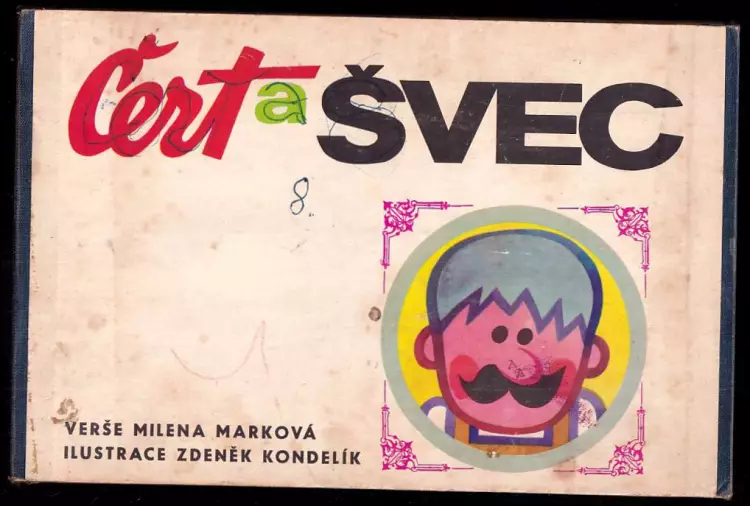 Čert a ŠVEC
8.
VERŠE MILENA MARKOVÁ
ILUSTRACE ZDENĚK KONDELÍK